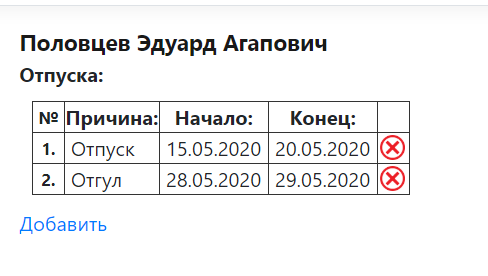 Половцев Эдуард Агапович
Отпуска:
№ Причина: Начало: Конец:
1. Отпуск 15.05.2020 20.05.2020
2. Отгул 28.05.2020 29.05.2020
Добавить